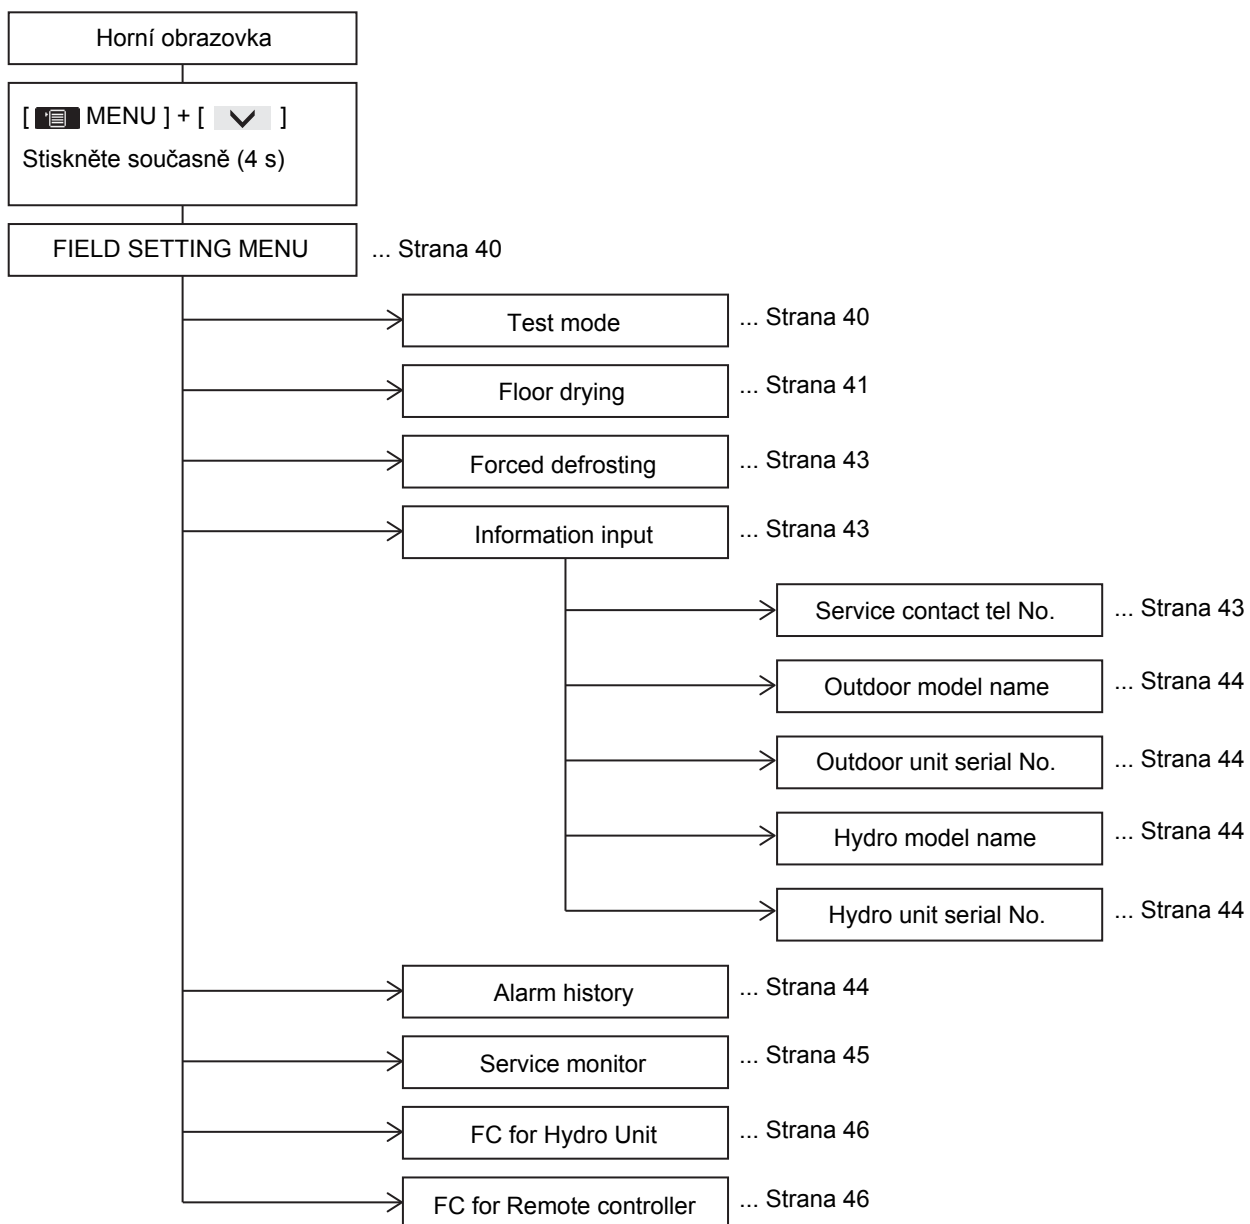 Horní obrazovka
[ MENU ] + [ ]
Stiskněte současně (4 s)
FIELD SETTING MENU ... Strana 40
Test mode ... Strana 40
Floor drying ... Strana 41
Forced defrosting ... Strana 43
Information input ... Strana 43
Service contact tel No. ... Strana 43
Outdoor model name ... Strana 44
Outdoor unit serial No. ... Strana 44
Hydro model name ... Strana 44
Hydro unit serial No. ... Strana 44
Alarm history ... Strana 44
Service monitor ... Strana 45
FC for Hydro Unit ... Strana 46
FC for Remote controller ... Strana 46